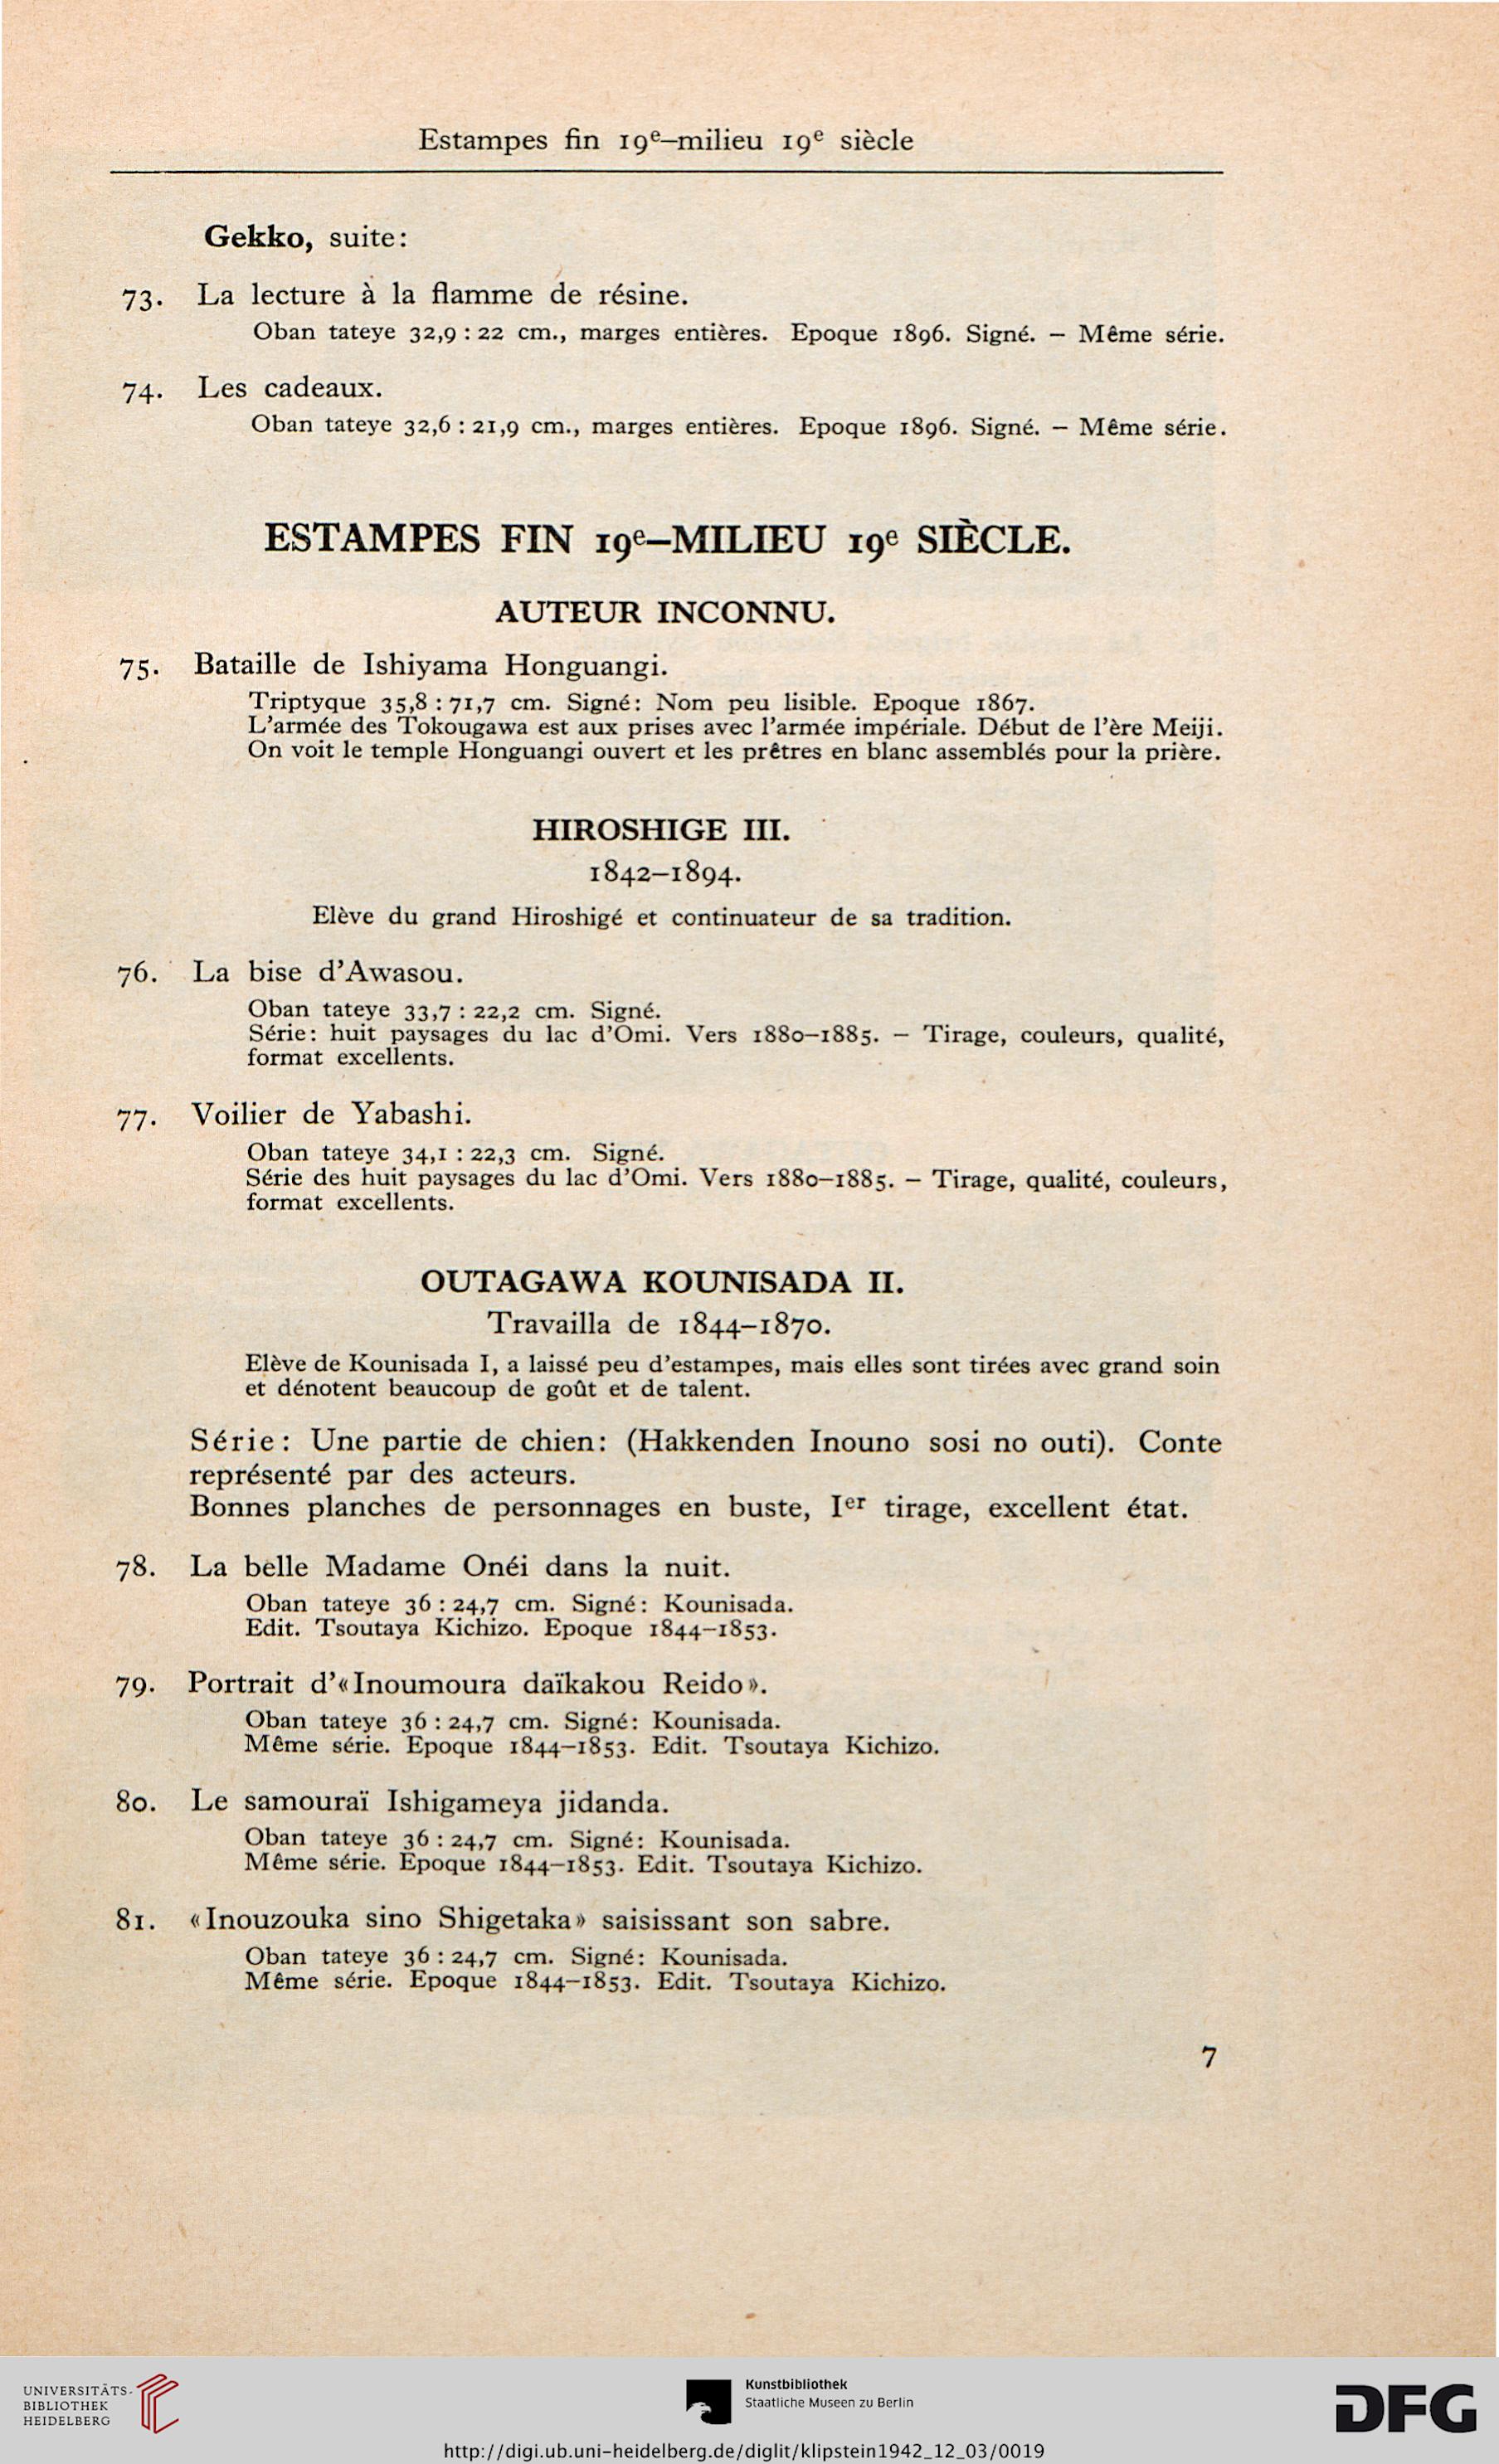 Estampes fin 19e–milieu 19e siècle
Gekko, suite:
73. La lecture à la flamme de résine.
Oban tateye 32,9 : 22 cm., marges entières. Epoque 1896. Signé. – Même série.
74. Les cadeaux.
Oban tateye 32,6 : 21,9 cm., marges entières. Epoque 1896. Signé. – Même série.
ESTAMPES FIN 19e–MILIEU 19e SIÈCLE.
AUTEUR INCONNU.
75. Bataille de Ishiyama Honguangi.
Triptyque 35,8 : 71,7 cm. Signé: Nom peu lisible. Epoque 1867.
L’armée des Tokougawa est aux prises avec l’armée impériale. Début de l’ère Meiji.
On voit le temple Honguangi ouvert et les prêtres en blanc assemblés pour la prière.
HIROSHIGE III.
1842–1894.
Elève du grand Hiroshigé et continuateur de sa tradition.
76. La bise d’Awasou.
Oban tateye 33,7 : 22,2 cm. Signé.
Série: huit paysages du lac d’Omi. Vers 1880–1885. – Tirage, couleurs, qualité,
format excellents.
77. Voilier de Yabashi.
Oban tateye 34,1 : 22,3 cm. Signé.
Série des huit paysages du lac d’Omi. Vers 1880–1885. – Tirage, qualité, couleurs,
format excellents.
OUTAGAWA KOUNISADA II.
Travailla de 1844–1870.
Elève de Kounisada I, a laissé peu d’estampes, mais elles sont tirées avec grand soin
et dénotent beaucoup de goût et de talent.
Série: Une partie de chien: (Hakkenden Inouno sosi no outi). Conte
représenté par des acteurs.
Bonnes planches de personnages en buste, Ier tirage, excellent état.
78. La belle Madame Onéi dans la nuit.
Oban tateye 36 : 24,7 cm. Signé: Kounisada.
Edit. Tsoutaya Kichizo. Epoque 1844–1853.
79. Portrait d’«Inoumoura daïkakou Reido».
Oban tateye 36 : 24,7 cm. Signé: Kounisada.
Même série. Epoque 1844–1853. Edit. Tsoutaya Kichizo.
80. Le samouraï Ishigameya jidanda.
Oban tateye 36 : 24,7 cm. Signé: Kounisada.
Même série. Epoque 1844–1853. Edit. Tsoutaya Kichizo.
81. «Inouzouka sino Shigetaka» saisissant son sabre.
Oban tateye 36 : 24,7 cm. Signé: Kounisada.
Même série. Epoque 1844–1853. Edit. Tsoutaya Kichizo.
7
UNIVERSITÄTS-
BIBLIOTHEK
HEIDELBERG
Kunstbibliothek
Staatliche Museen zu Berlin
DFG
http://digi.ub.uni-heidelberg.de/diglit/klipstein1942_12_03/0019